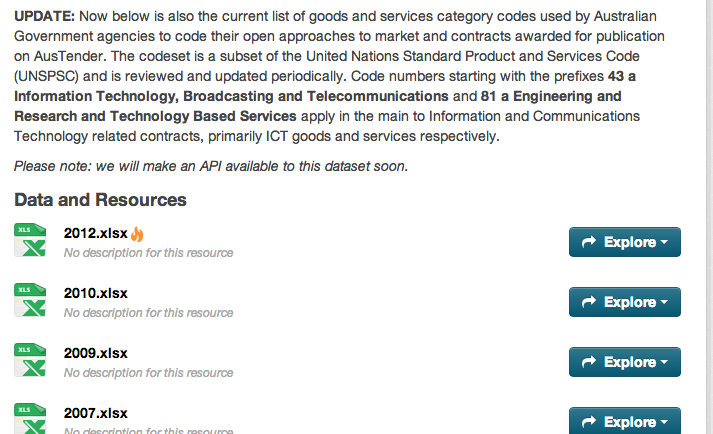 UPDATE: Now below is also the current list of goods and services category codes used by Australian
Government agencies to code their open approaches to market and contracts awarded for publication
on AusTender. The codeset is a subset of the United Nations Standard Product and Services Code
(UNSPSC) and is reviewed and updated periodically. Code numbers starting with the prefixes 43 a
Information Technology, Broadcasting and Telecommunications and 81 a Engineering and
Research and Technology Based Services apply in the main to Information and Communications
Technology related contracts, primarily ICT goods and services respectively.
Please note: we will make an API available to this dataset soon.
Data and Resources
XLS 2012.xlsx Explore
No description for this resource
XLS 2010.xlsx Explore
No description for this resource
XLS 2009.xlsx Explore
No description for this resource
XLS 2007.xlsx Explore
No description for this resource